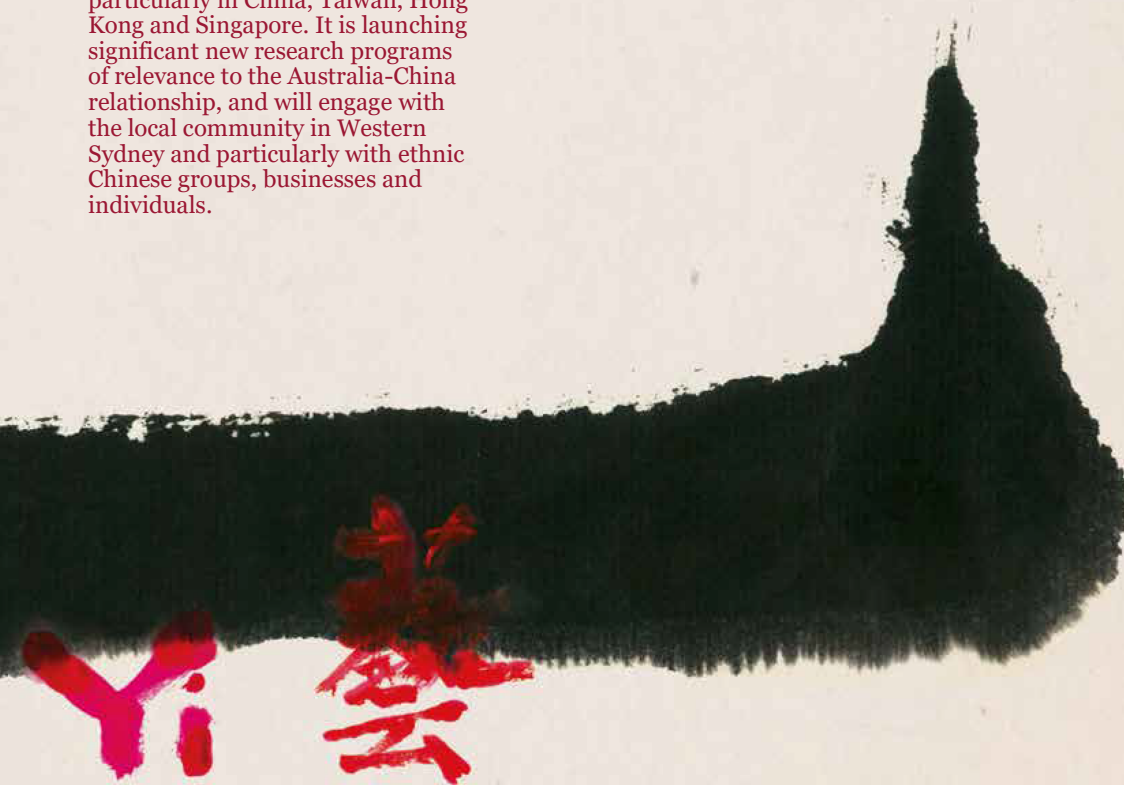 particularly in China, Taiwan, Hong
Kong and Singapore. It is launching
significant new research programs
of relevance to the Australia-China
relationship, and will engage with
the local community in Western
Sydney and particularly with ethnic
Chinese groups, businesses and
individuals.
Yi 藝